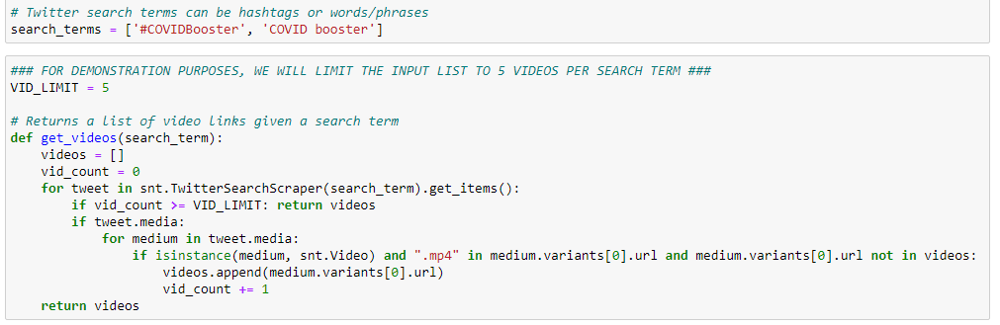 # Twitter search terms can be hashtags or words/phrases
search_terms = ['#COVIDBooster', 'COVID booster']
### FOR DEMONSTRATION PURPOSES, WE WILL LIMIT THE INPUT LIST TO 5 VIDEOS PER SEARCH TERM ###
VID_LIMIT = 5
# Returns a list of video links given a search term
def get_videos(search_term):
    videos = []
    vid_count = 0
    for tweet in snt.TwitterSearchScraper(search_term).get_items():
        if vid_count >= VID_LIMIT: return videos
        if tweet.media:
            for medium in tweet.media:
                if isinstance(medium, snt.Video) and ".mp4" in medium.variants[0].url and medium.variants[0].url not in videos:
                    videos.append(medium.variants[0].url)
                    vid_count += 1
    return videos